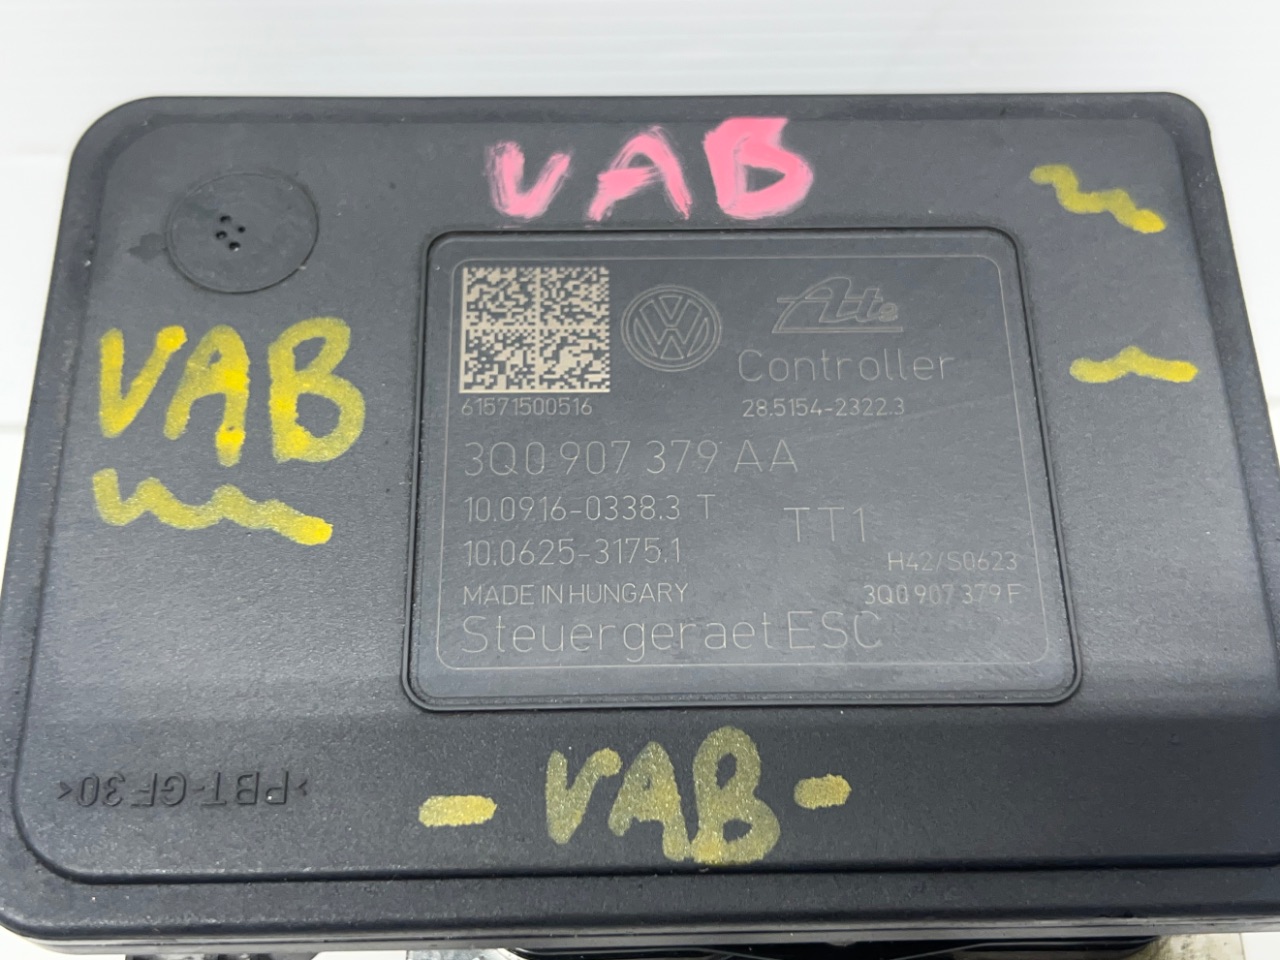 VAB
VAB
Ate
Controller
61571500516
28.5154-2322.3
3Q0 907 379 AA
10.0916-0338.3 T
TT1
10.0625-3175.1
H42/S0623
MADE IN HUNGARY
3Q0 907 379 F
Steuergeraet ESC
>PBT-GF30<
-VAB-